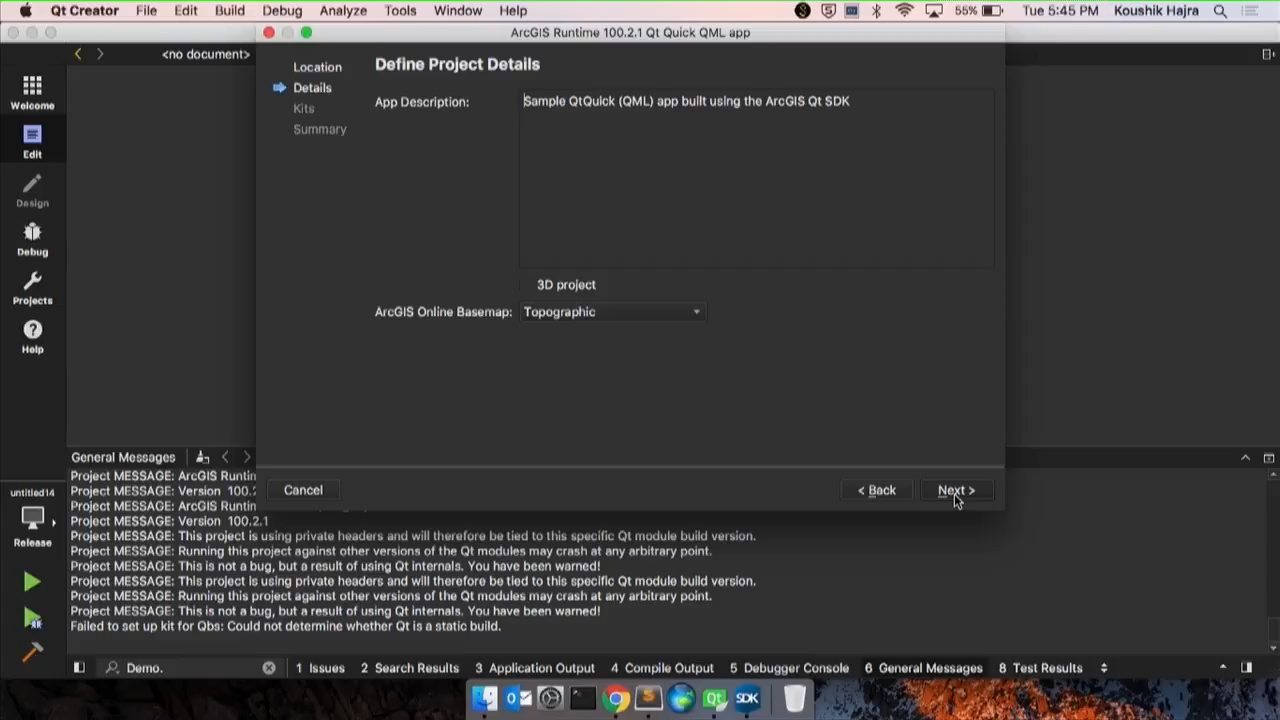 Qt Creator File Edit Build Debug Analyze Tools Window Help 55% Tue 5:45 PM Koushik Hajra
ArcGIS Runtime 100.2.1 Qt Quick QML app
<no document>
Welcome
Edit
Design
Debug
Projects
Help
Location
Details
Kits
Summary
Define Project Details
App Description: Sample QtQuick (QML) app built using the ArcGIS Qt SDK
3D project
ArcGIS Online Basemap: Topographic
Cancel < Back Next >
General Messages
Project MESSAGE: ArcGIS Runtin
Project MESSAGE: Version 100.2
Project MESSAGE: ArcGIS Runtin
Project MESSAGE: Version 100.2.1
Project MESSAGE: This project is using private headers and will therefore be tied to this specific Qt module build version.
Project MESSAGE: Running this project against other versions of the Qt modules may crash at any arbitrary point.
Project MESSAGE: This is not a bug, but a result of using Qt internals. You have been warned!
Project MESSAGE: This project is using private headers and will therefore be tied to this specific Qt module build version.
Project MESSAGE: Running this project against other versions of the Qt modules may crash at any arbitrary point.
Project MESSAGE: This is not a bug, but a result of using Qt internals. You have been warned!
Failed to set up kit for Qbs: Could not determine whether Qt is a static build.
untitled14
Release
Demo. 1 Issues 2 Search Results 3 Application Output 4 Compile Output 5 Debugger Console 6 General Messages 8 Test Results
Qt SDK